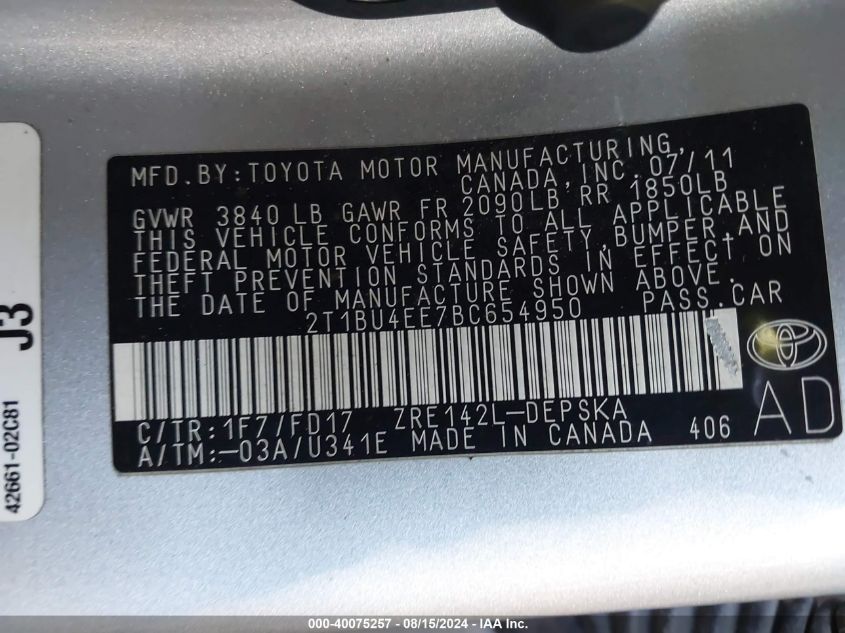 MFD.BY:TOYOTA MOTOR MANUFACTURING,
CANADA, INC. 07/11
GVWR 3840 LB GAWR FR 2090LB RR 1850LB
THIS VEHICLE CONFORMS TO ALL APPLICABLE
FEDERAL MOTOR VEHICLE SAFETY,BUMPER,AND
THEFT PREVENTION STANDARDS IN EFFECT ON
THE DATE OF MANUFACTURE SHOWN ABOVE.
2T1BU4EE7BC654950 PASS.CAR
C/TR:1F7/FD17 ZRE142L-DEPSKA
A/TM:-03A/U341E MADE IN CANADA 406
AD
J3
42661-02C81
000-40075257 - 08/15/2024 - IAA Inc.